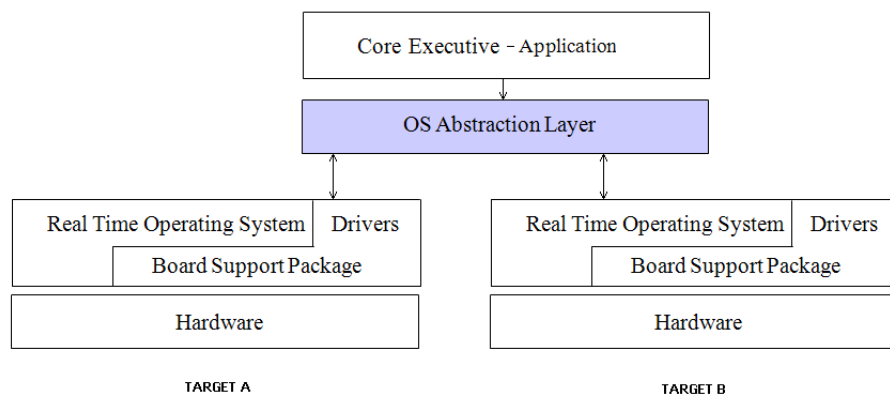 Core Executive - Application
OS Abstraction Layer
Real Time Operating System
Drivers
Board Support Package
Hardware
TARGET A
Real Time Operating System
Drivers
Board Support Package
Hardware
TARGET B